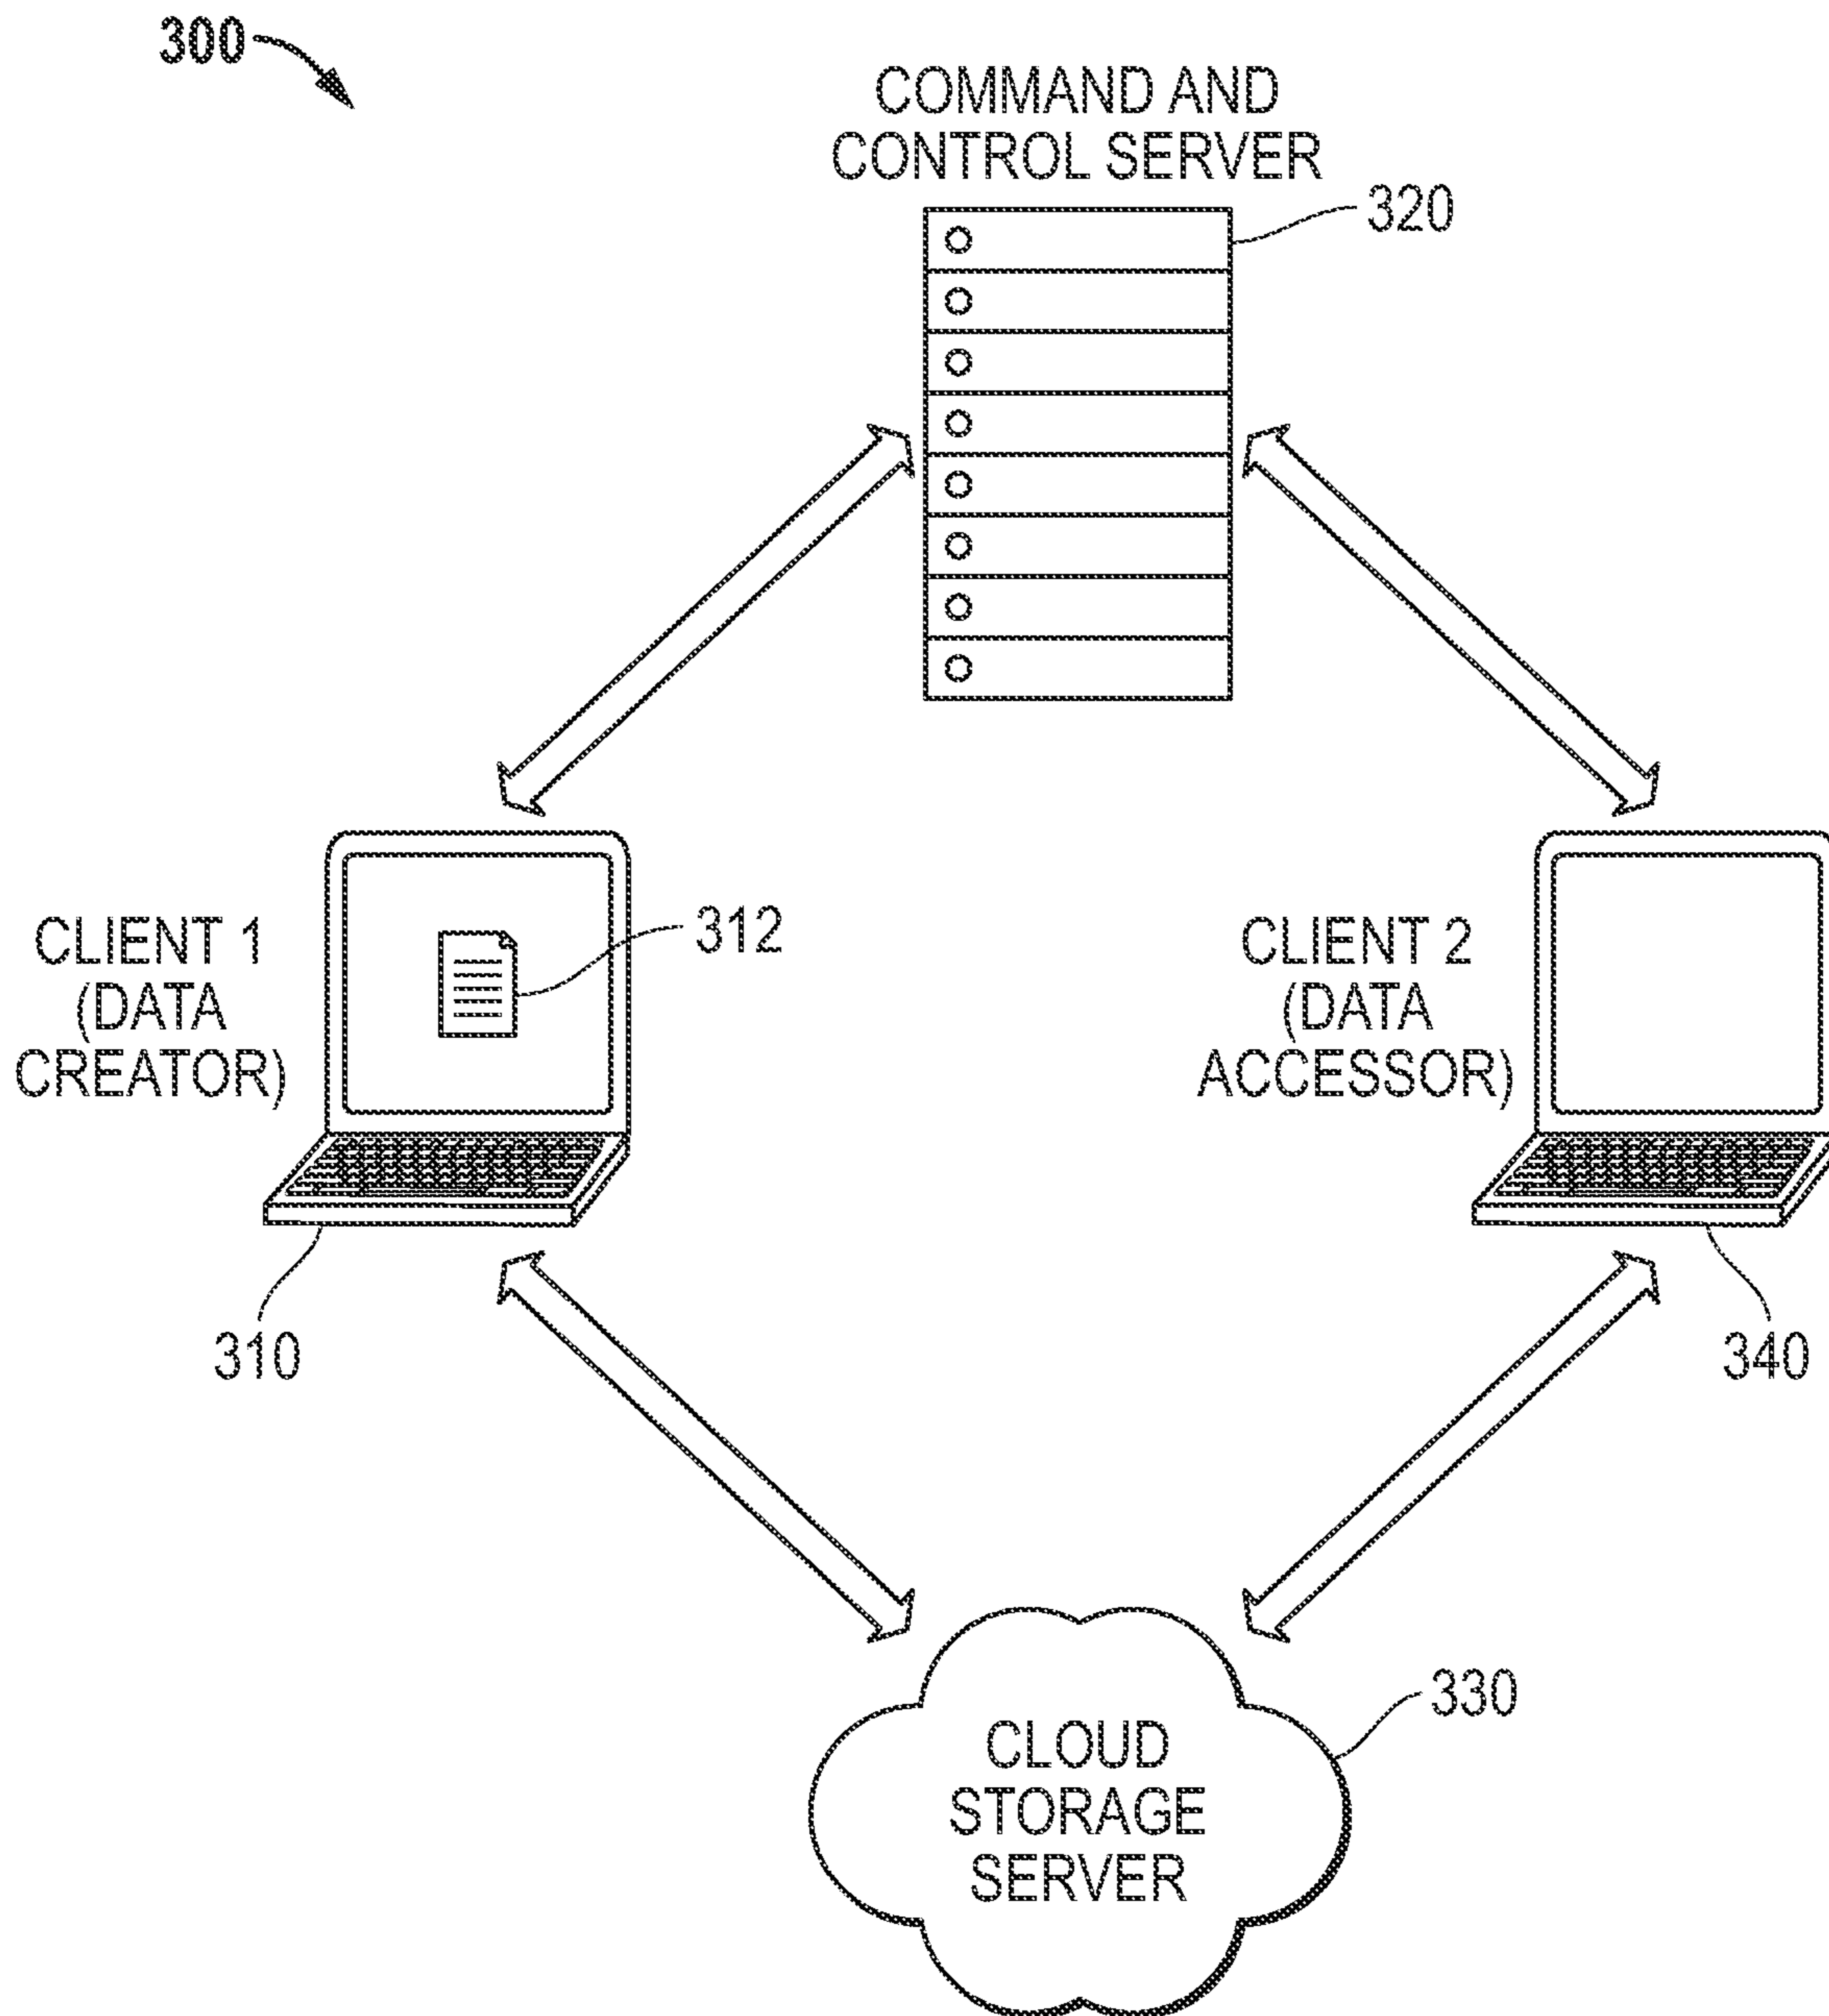 300
COMMAND AND
CONTROL SERVER
320
CLIENT 1
(DATA
CREATOR)
312
CLIENT 2
(DATA
ACCESSOR)
310
340
330
CLOUD
STORAGE
SERVER